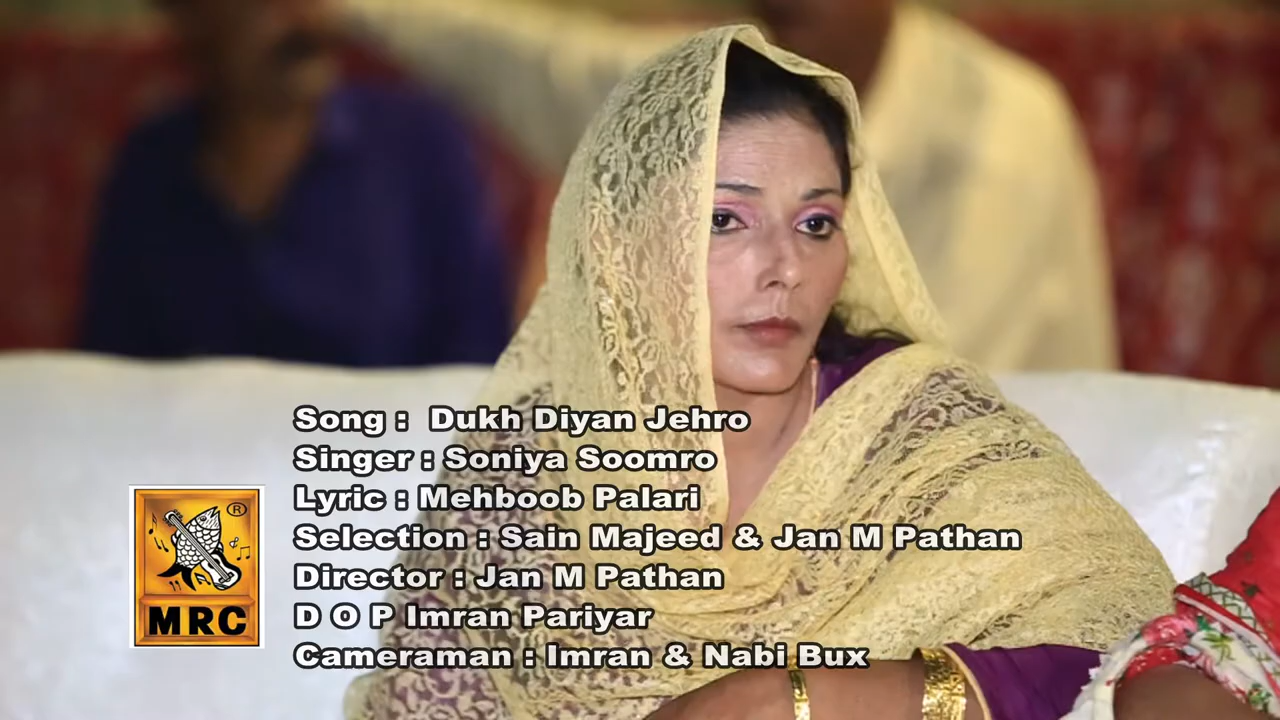 Song : Dukh Diyan Jehro
Singer : Soniya Soomro
Lyric : Mehboob Palari
Selection : Sain Majeed & Jan M Pathan
Director : Jan M Pathan
D O P Imran Pariyar
Cameraman : Imran & Nabi Bux
®
MRC